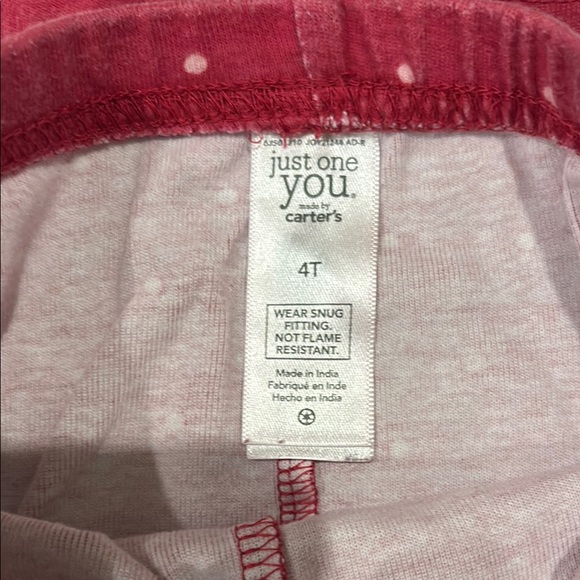 just one
you.
made by
carter's
4T
WEAR SNUG
FITTING.
NOT FLAME
RESISTANT.
Made in India
Fabriqué en Inde
Hecho en India